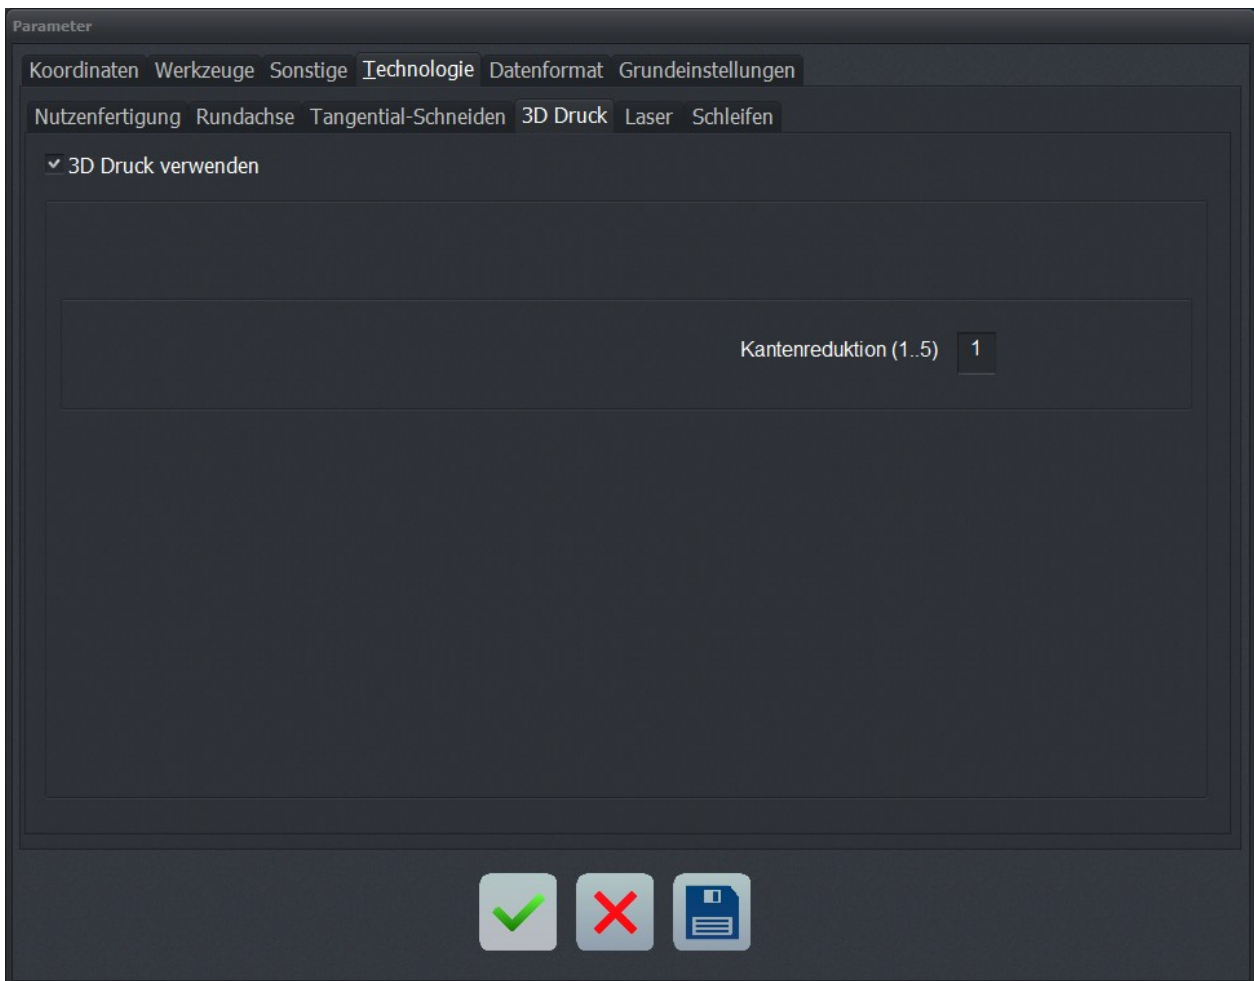 Parameter
Koordinaten Werkzeuge Sonstige Technologie Datenformat Grundeinstellungen
Nutzenfertigung Rundachse Tangential-Schneiden 3D Druck Laser Schleifen
3D Druck verwenden
Kantenreduktion (1..5) 1